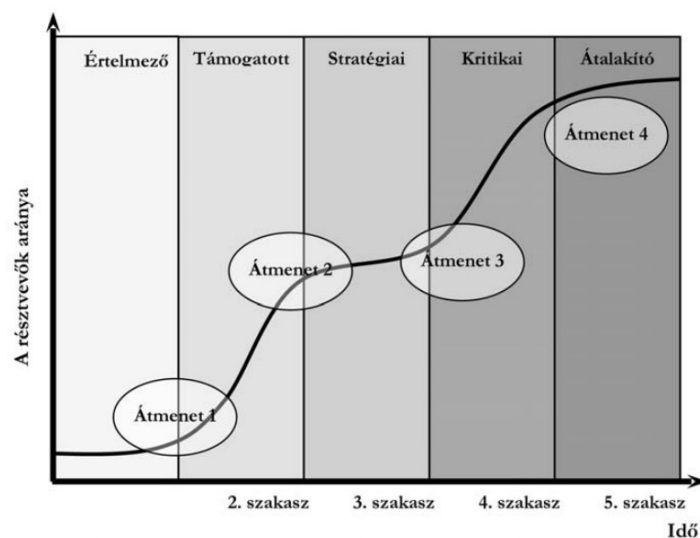 Értelmező
Támogatott
Stratégiai
Kritikai
Átalakító
Átmenet 4
Átmenet 2
Átmenet 3
Átmenet 1
A résztvevők aránya
2. szakasz
3. szakasz
4. szakasz
5. szakasz
Idő